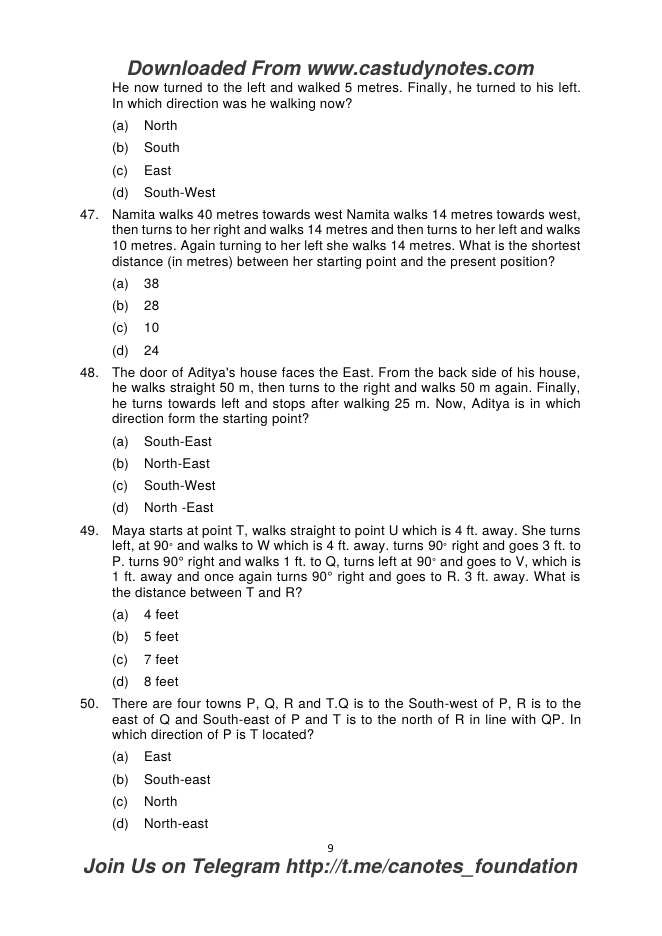 Downloaded From www.castudynotes.com
He now turned to the left and walked 5 metres. Finally, he turned to his left.
In which direction was he walking now?
(a) North
(b) South
(c) East
(d) South-West
47. Namita walks 40 metres towards west Namita walks 14 metres towards west,
then turns to her right and walks 14 metres and then turns to her left and walks
10 metres. Again turning to her left she walks 14 metres. What is the shortest
distance (in metres) between her starting point and the present position?
(a) 38
(b) 28
(c) 10
(d) 24
48. The door of Aditya's house faces the East. From the back side of his house,
he walks straight 50 m, then turns to the right and walks 50 m again. Finally,
he turns towards left and stops after walking 25 m. Now, Aditya is in which
direction form the starting point?
(a) South-East
(b) North-East
(c) South-West
(d) North -East
49. Maya starts at point T, walks straight to point U which is 4 ft. away. She turns
left, at 90° and walks to W which is 4 ft. away. turns 90° right and goes 3 ft. to
P. turns 90° right and walks 1 ft. to Q, turns left at 90° and goes to V, which is
1 ft. away and once again turns 90° right and goes to R. 3 ft. away. What is
the distance between T and R?
(a) 4 feet
(b) 5 feet
(c) 7 feet
(d) 8 feet
50. There are four towns P, Q, R and T.Q is to the South-west of P, R is to the
east of Q and South-east of P and T is to the north of R in line with QP. In
which direction of P is T located?
(a) East
(b) South-east
(c) North
(d) North-east
9
Join Us on Telegram http://t.me/canotes_foundation